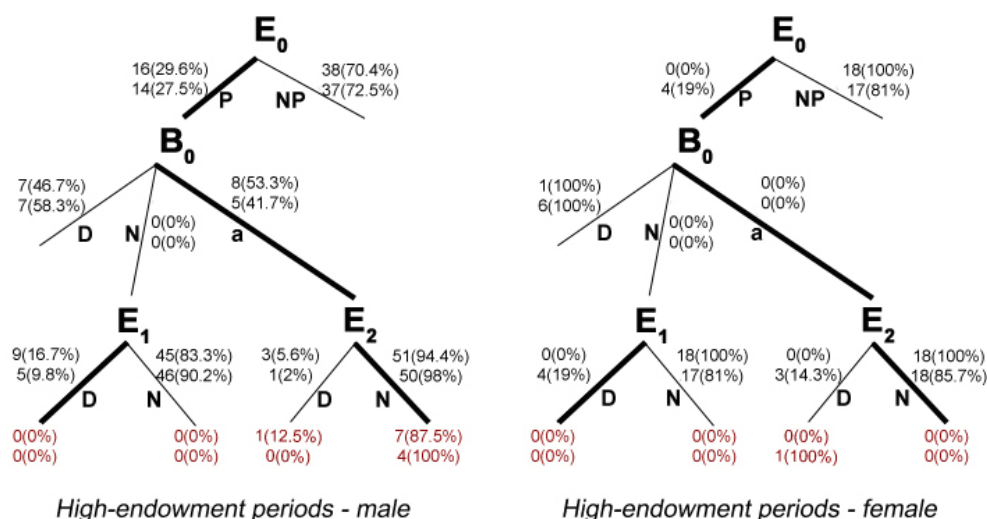 E0
16(29.6%)
14(27.5%)
P
NP
38(70.4%)
37(72.5%)
B0
7(46.7%)
7(58.3%)
D
N
0(0%)
0(0%)
a
8(53.3%)
5(41.7%)
E1
9(16.7%)
5(9.8%)
D
N
45(83.3%)
46(90.2%)
E2
3(5.6%)
1(2%)
D
N
51(94.4%)
50(98%)
0(0%)
0(0%)
0(0%)
0(0%)
1(12.5%)
0(0%)
7(87.5%)
4(100%)
High-endowment periods - male
E0
0(0%)
4(19%)
P
NP
18(100%)
17(81%)
B0
1(100%)
6(100%)
D
N
0(0%)
0(0%)
a
0(0%)
0(0%)
E1
0(0%)
4(19%)
D
N
18(100%)
17(81%)
E2
0(0%)
3(14.3%)
D
N
18(100%)
18(85.7%)
0(0%)
0(0%)
0(0%)
0(0%)
0(0%)
1(100%)
0(0%)
0(0%)
High-endowment periods - female